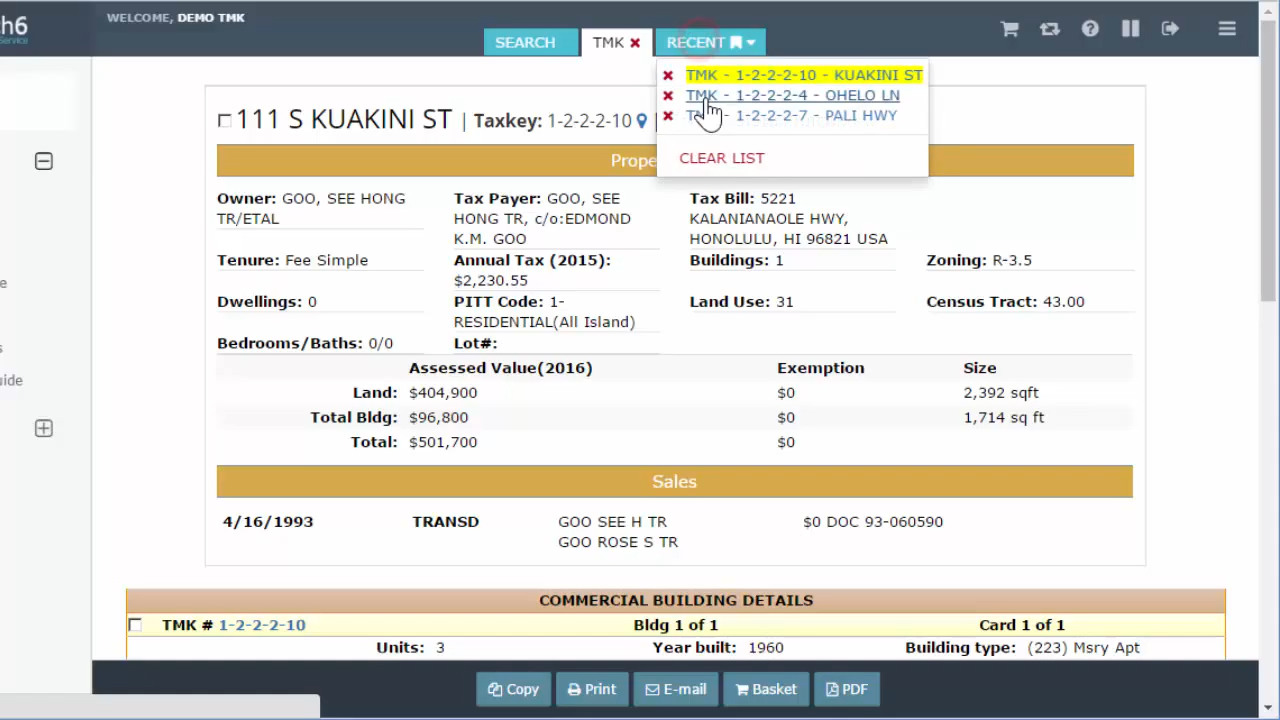 th6
Service
WELCOME, DEMO TMK
SEARCH
TMK
RECENT
TMK - 1-2-2-2-10 - KUAKINI ST
TMK - 1-2-2-2-4 - OHELO LN
TMK - 1-2-2-2-7 - PALI HWY
CLEAR LIST
111 S KUAKINI ST | Taxkey: 1-2-2-2-10 |
Prope
Owner: GOO, SEE HONG TR/ETAL
Tax Payer: GOO, SEE HONG TR, c/o:EDMOND K.M. GOO
Tax Bill: 5221 KALANIANAOLE HWY, HONOLULU, HI 96821 USA
Tenure: Fee Simple
Annual Tax (2015): $2,230.55
Buildings: 1
Zoning: R-3.5
Dwellings: 0
PITT Code: 1-RESIDENTIAL(All Island)
Land Use: 31
Census Tract: 43.00
Bedrooms/Baths: 0/0
Lot#:
Assessed Value(2016) Exemption Size
Land: $404,900 $0 2,392 sqft
Total Bldg: $96,800 $0 1,714 sq ft
Total: $501,700 $0
Sales
4/16/1993 TRANSD GOO SEE H TR $0 DOC 93-060590
GOO ROSE S TR
COMMERCIAL BUILDING DETAILS
TMK # 1-2-2-2-10 Bldg 1 of 1 Card 1 of 1
Units: 3 Year built: 1960 Building type: (223) Msry Apt
e
s
uide
Copy
Print
E-mail
Basket
PDF